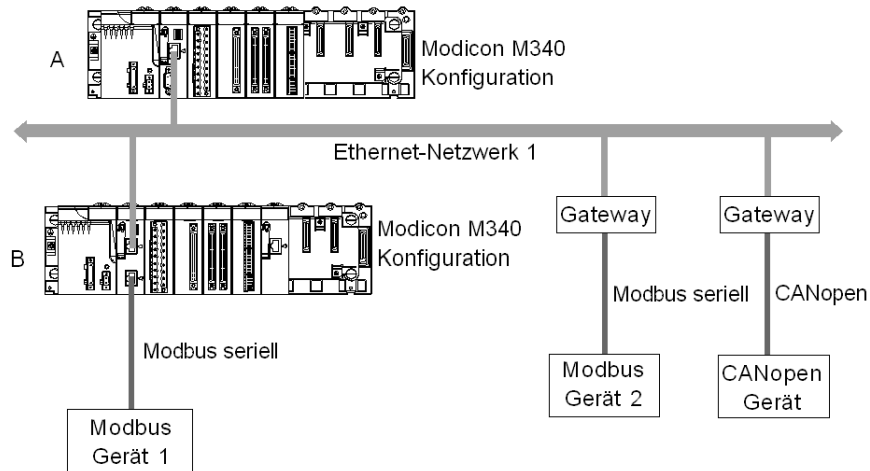 A
Modicon M340
Konfiguration
Ethernet-Netzwerk 1
B
Modicon M340
Konfiguration
Gateway
Gateway
Modbus seriell
CANopen
Modbus seriell
Modbus
Gerät 2
CANopen
Gerät
Modbus
Gerät 1